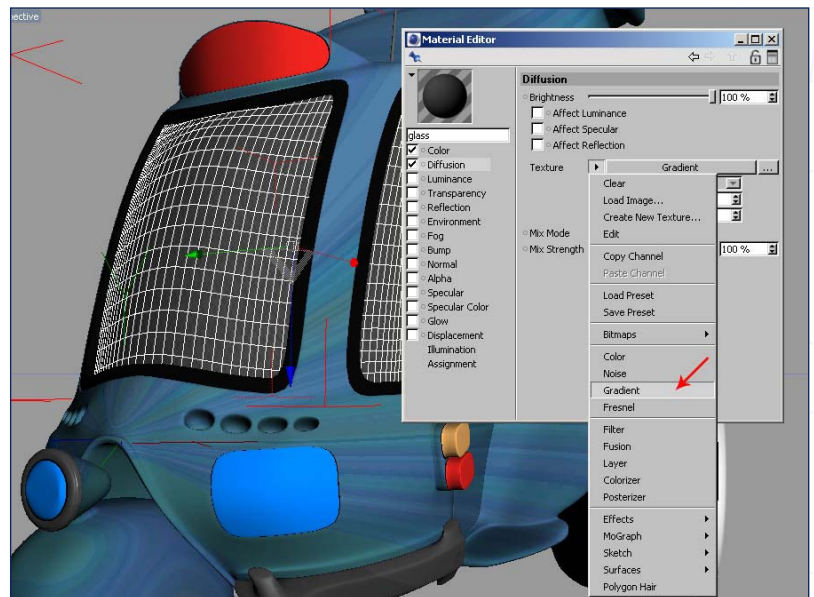 ective
Material Editor
glass
Color
Diffusion
Luminance
Transparency
Reflection
Environment
Fog
Bump
Normal
Alpha
Specular
Specular Color
Glow
Displacement
Illumination
Assignment
Diffusion
Brightness 100 %
Affect Luminance
Affect Specular
Affect Reflection
Texture Gradient ...
Mix Mode
Mix Strength 100 %
Clear
Load Image...
Create New Texture...
Edit
Copy Channel
Paste Channel
Load Preset
Save Preset
Bitmaps
Color
Noise
Gradient
Fresnel
Filter
Fusion
Layer
Colorizer
Posterizer
Effects
MoGraph
Sketch
Surfaces
Polygon Hair